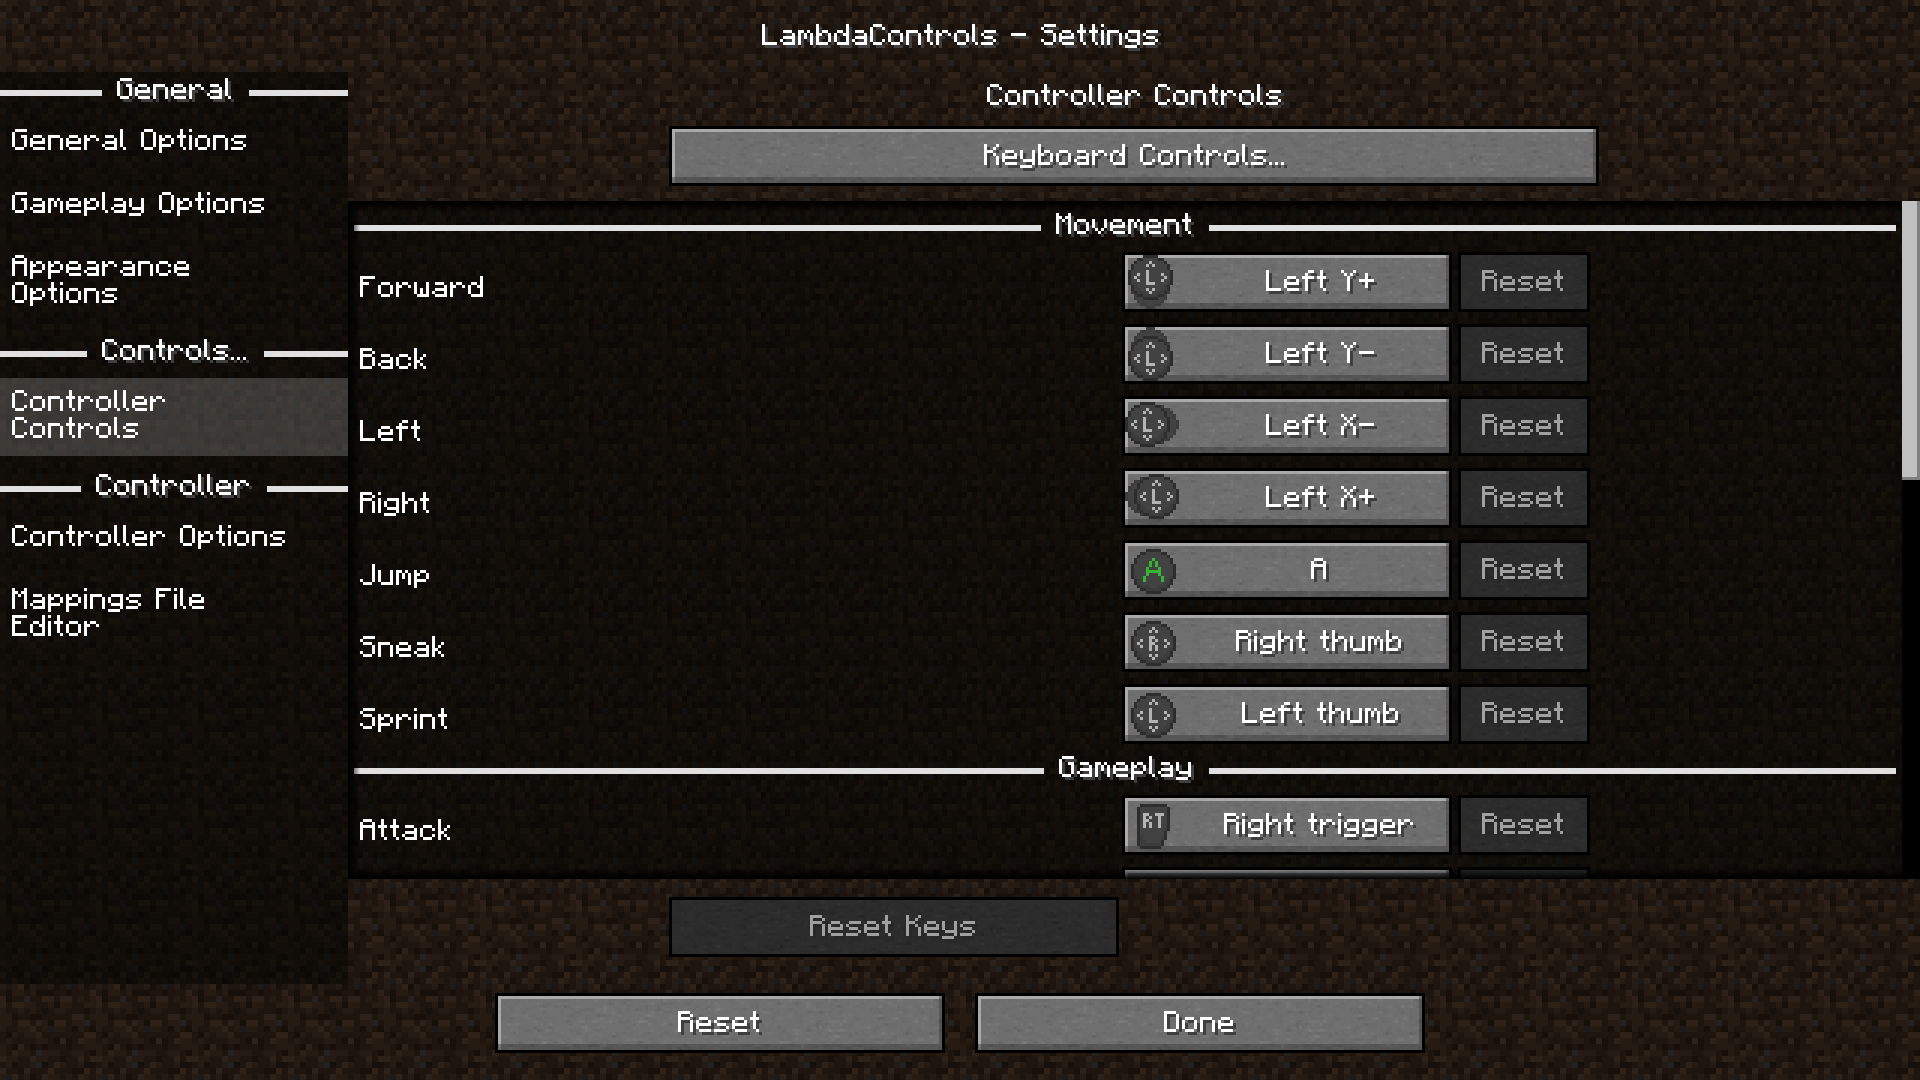 LambdaControls - Settings
General
General Options
Gameplay Options
Appearance
Options
Controls...
Controller
Controls
Controller
Controller Options
Mappings File
Editor
Controller Controls
Keyboard Controls...
Movement
Forward L Left Y+ Reset
Back L Left Y- Reset
Left L Left X- Reset
Right L Left X+ Reset
Jump A A Reset
Sneak R Right thumb Reset
Sprint L Left thumb Reset
Gameplay
Attack RT Right trigger Reset
Reset Keys
Reset Done